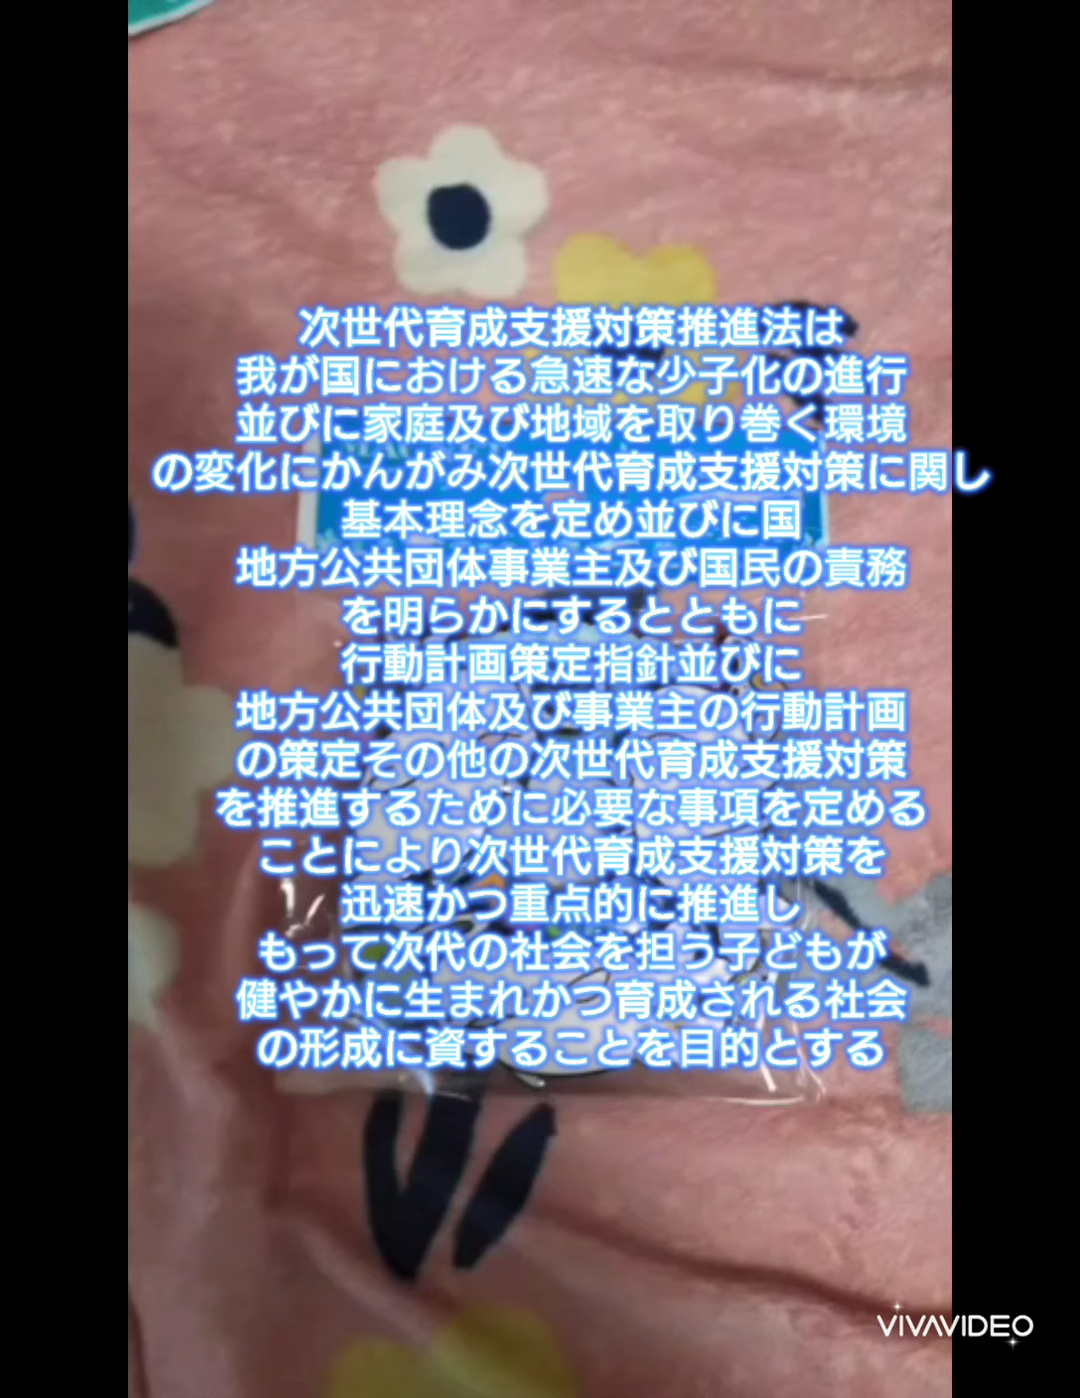 次世代育成支援対策推進法は
我が国における急速な少子化の進行
並びに家庭及び地域を取り巻く環境
の変化にかんがみ次世代育成支援対策に関し
基本理念を定め並びに国
地方公共団体事業主及び国民の責務
を明らかにするとともに
行動計画策定指針並びに
地方公共団体及び事業主の行動計画
の策定その他の次世代育成支援対策
を推進するために必要な事項を定める
ことにより次世代育成支援対策を
迅速かつ重点的に推進し
もって次代の社会を担う子どもが
健やかに生まれかつ育成される社会
の形成に資することを目的とする
VIVAVIDEO